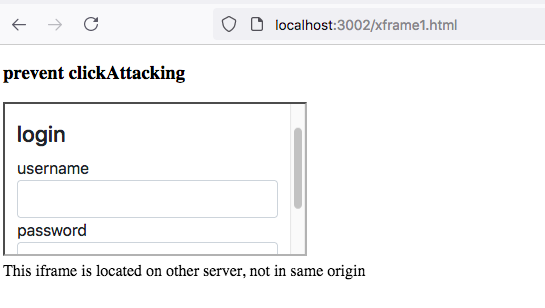 localhost:3002/xframe1.html
prevent clickAttacking
login
username
password
This iframe is located on other server, not in same origin